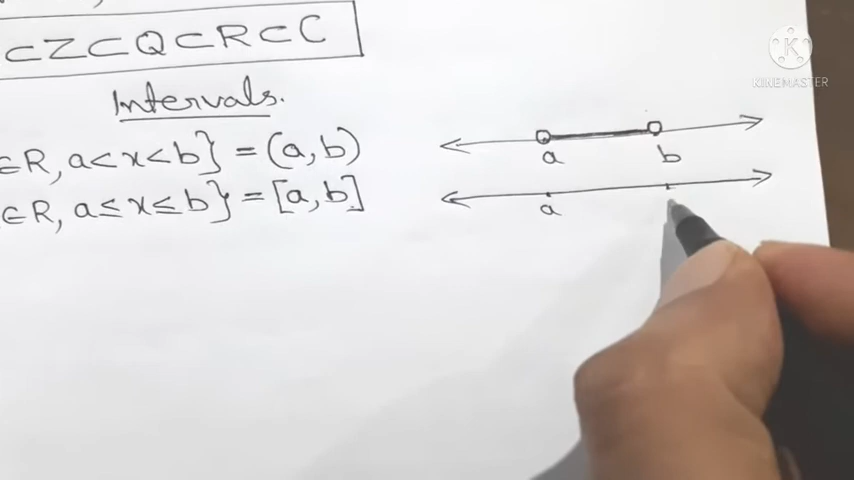 ⊂Z⊂Q⊂R⊂C
Intervals.
∈R, a<x<b} = (a,b)
∈R, a≤x≤b} = [a,b]
a b
a
K
KINEMASTER